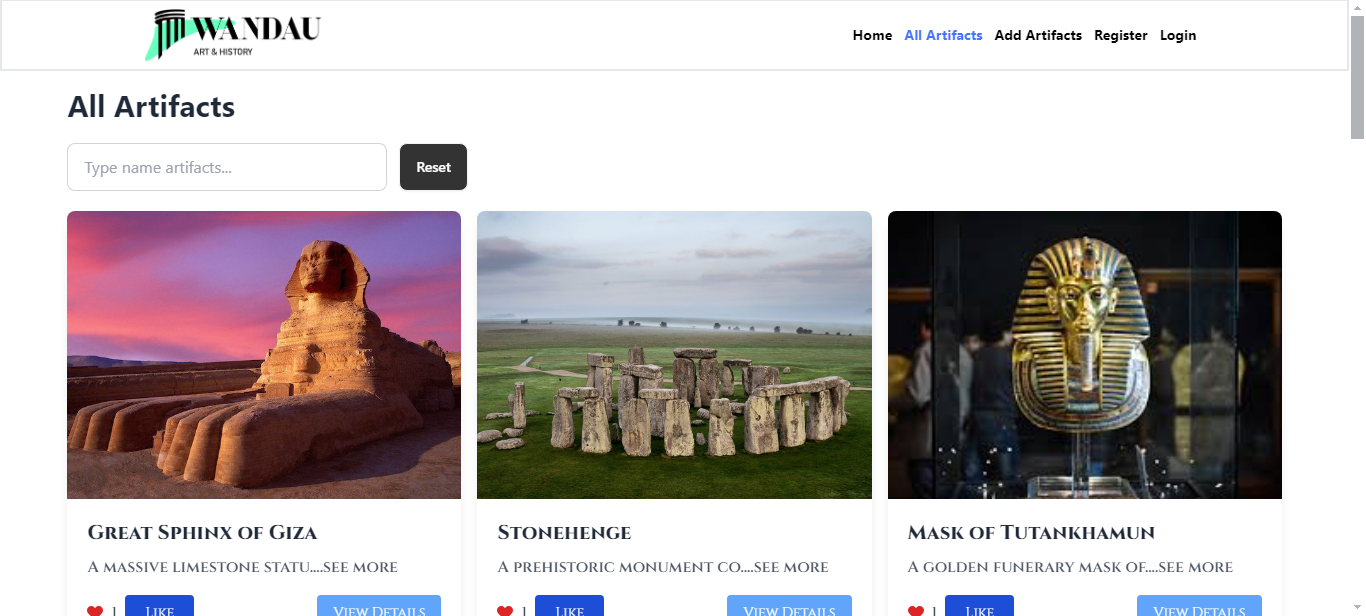 WANDAU
ART & HISTORY
Home All Artifacts Add Artifacts Register Login
All Artifacts
Type name artifacts...
Reset
Great Sphinx of Giza
A massive limestone statu....see more
1 Like View Details
Stonehenge
A prehistoric monument co....see more
1 Like View Details
Mask of Tutankhamun
A golden funerary mask of....see more
1 Like View Details